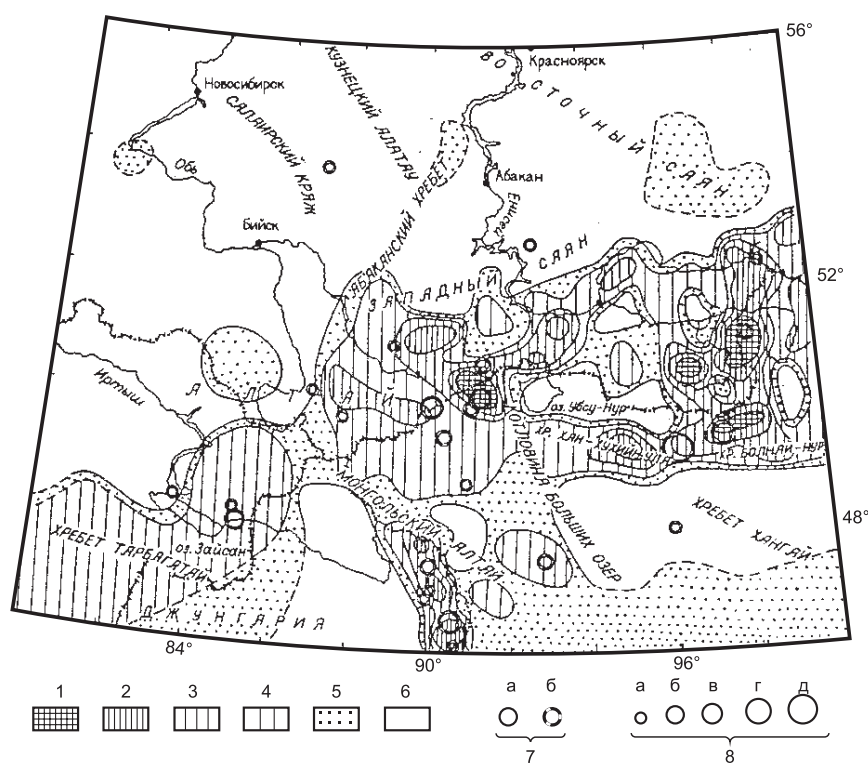 56°
Красноярск
ВОСТОЧНЫЙ САЯН
КУЗНЕЦКИЙ АЛАТАУ
Новосибирск
САЛАИРСКИЙ КРЯЖ
Обь
Абакан
Енисей
АБАКАНСКИЙ ХРЕБЕТ
Бийск
ЗАПАДНЫЙ САЯН
52°
Иртыш
АЛТАЙ
оз. Убсу-Нур
ХР. ХАН-ХУХИЙН-УЛА
ХР. БОЛНАЙ-НУР
КОТЛОВИНА БОЛЬШИХ ОЗЕР
МОНГОЛЬСКИЙ АЛТАЙ
ХРЕБЕТ ХАНГАЙ
48°
ХРЕБЕТ ТАРБАГАТАЙ
оз. Зайсан
ДЖУНГАРИЯ
84°
90°
96°
1 2 3 4 5 6 а б а б в г д
7 8